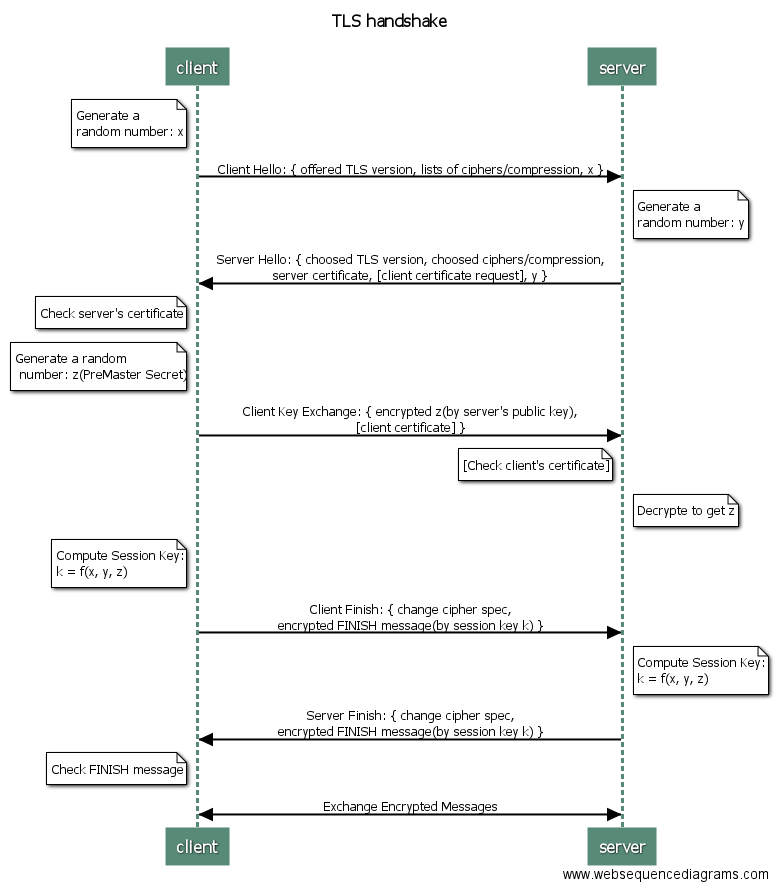 TLS handshake
client
server
Generate a
random number: x
Client Hello: { offered TLS version, lists of ciphers/compression, x }
Generate a
random number: y
Server Hello: { choosed TLS version, choosed ciphers/compression,
server certificate, [client certificate request], y }
Check server's certificate
Generate a random
number: z(PreMaster Secret)
Client Key Exchange: { encrypted z(by server's public key),
[client certificate] }
[Check client's certificate]
Decrypte to get z
Compute Session Key:
k = f(x, y, z)
Client Finish: { change cipher spec,
encrypted FINISH message(by session key k) }
Compute Session Key:
k = f(x, y, z)
Server Finish: { change cipher spec,
encrypted FINISH message(by session key k) }
Check FINISH message
Exchange Encrypted Messages
client
server
www.websequencediagrams.com